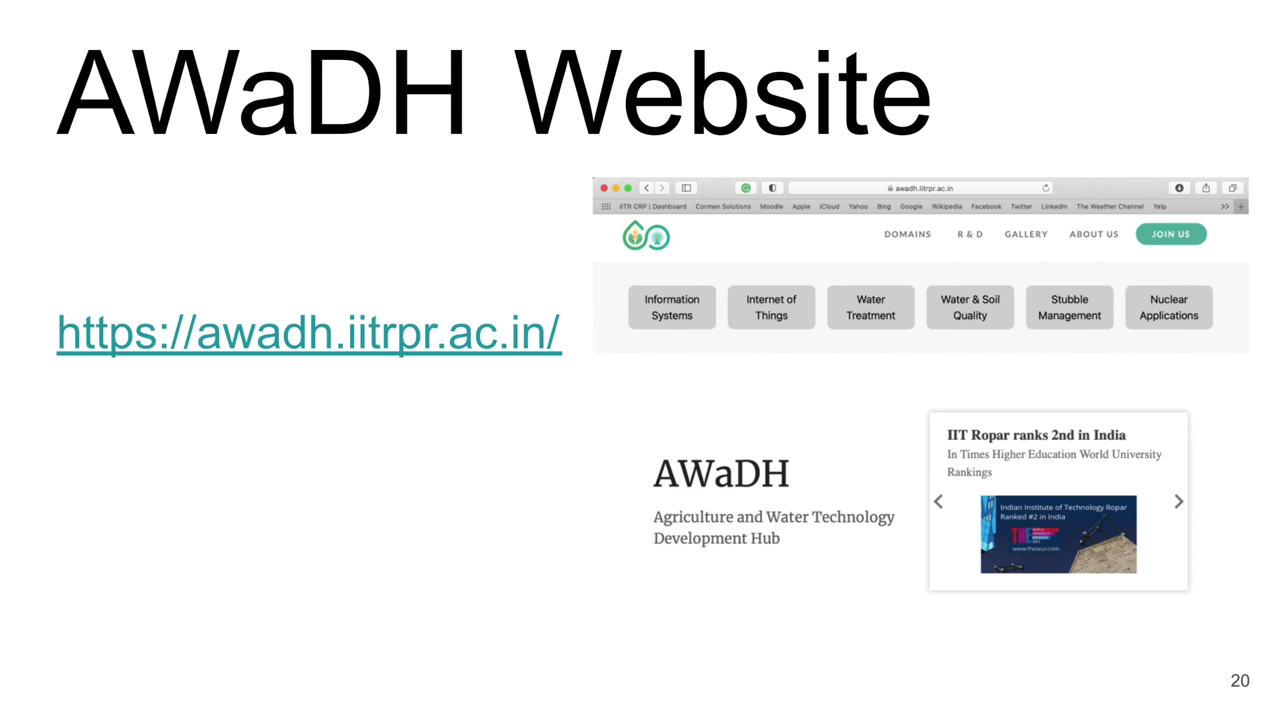 AWaDH Website
https://awadh.iitrpr.ac.in/
awadh.iitrpr.ac.in
IITR CRP | Dashboard Cormen Solutions Moodle Apple iCloud Yahoo Bing Google Wikipedia Facebook Twitter LinkedIn The Weather Channel Yelp
DOMAINS R & D GALLERY ABOUT US JOIN US
Information Systems
Internet of Things
Water Treatment
Water & Soil Quality
Stubble Management
Nuclear Applications
AWaDH
Agriculture and Water Technology
Development Hub
IIT Ropar ranks 2nd in India
In Times Higher Education World University
Rankings
Indian Institute of Technology Ropar
Ranked #2 in India
THE
www.thewur.com
20